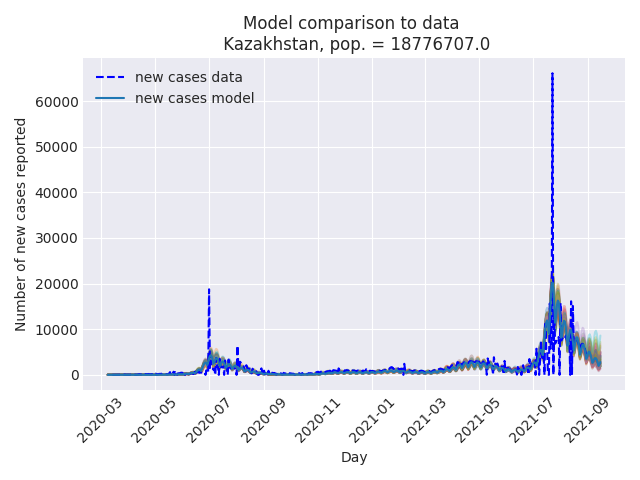 Model comparison to data
Kazakhstan, pop. = 18776707.0
new cases data
new cases model
Number of new cases reported
60000
50000
40000
30000
20000
10000
0
2020-03
2020-05
2020-07
2020-09
2020-11
2021-01
2021-03
2021-05
2021-07
2021-09
Day